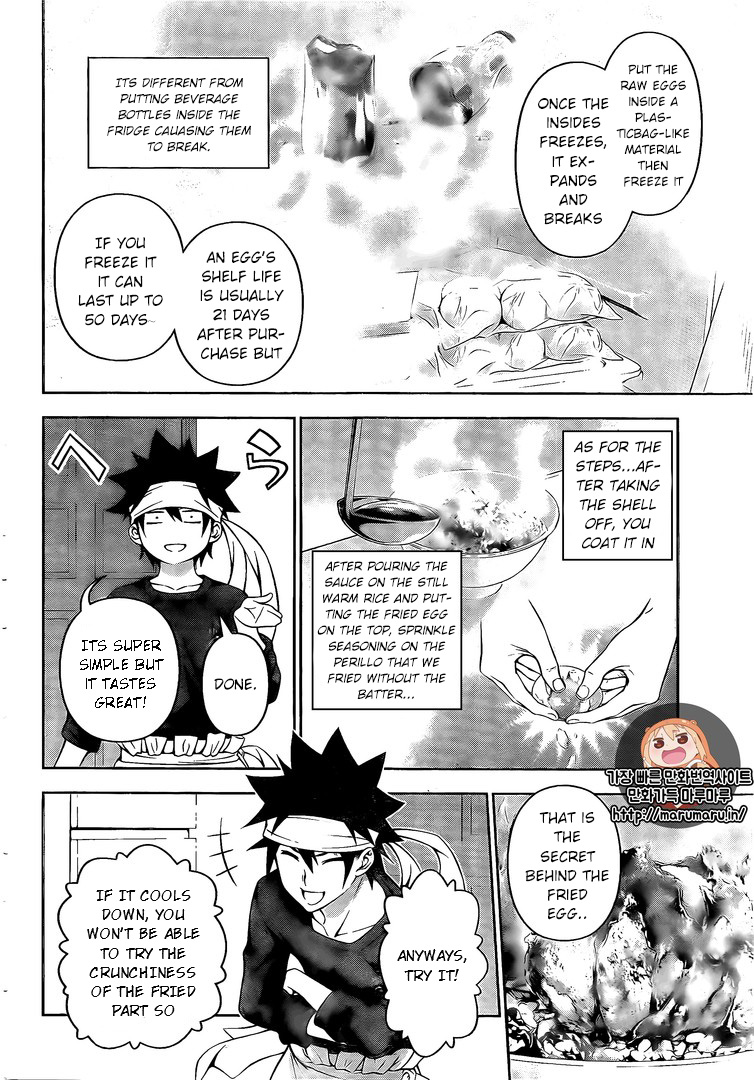 PUT THE
RAW EGGS
INSIDE A
PLAS-
TICBAG-LIKE
MATERIAL
THEN
FREEZE IT
ONCE THE
INSIDES
FREEZES,
IT EX-
PANDS
AND
BREAKS
ITS DIFFERENT FROM
PUTTING BEVERAGE
BOTTLES INSIDE THE
FRIDGE CAUASING THEM
TO BREAK.
AN EGG'S
SHELF LIFE
IS USUALLY
21 DAYS
AFTER PUR-
CHASE BUT
IF YOU
FREEZE IT
IT CAN
LAST UP TO
50 DAYS
AS FOR THE
STEPS...AF-
TER TAKING
THE SHELL
OFF, YOU
COAT IT IN
AFTER POURING THE
SAUCE ON THE STILL
WARM RICE AND PUT-
TING THE FRIED EGG
ON THE TOP, SPRINKLE
SEASONING ON THE
PERILLO THAT WE
FRIED WITHOUT THE
BATTER...
へら
DONE.
ITS SUPER
SIMPLE BUT
IT TASTES
GREAT!
가장 빠른 만화번역사이트
만화가득 마루마루
http://marumaru.in/
THAT IS
THE
SECRET
BEHIND
THE FRIED
EGG..
ANYWAYS,
TRY IT!
IF IT COOLS
DOWN, YOU
WON'T BE ABLE
TO TRY THE
CRUNCHINESS
OF THE FRIED
PART SO